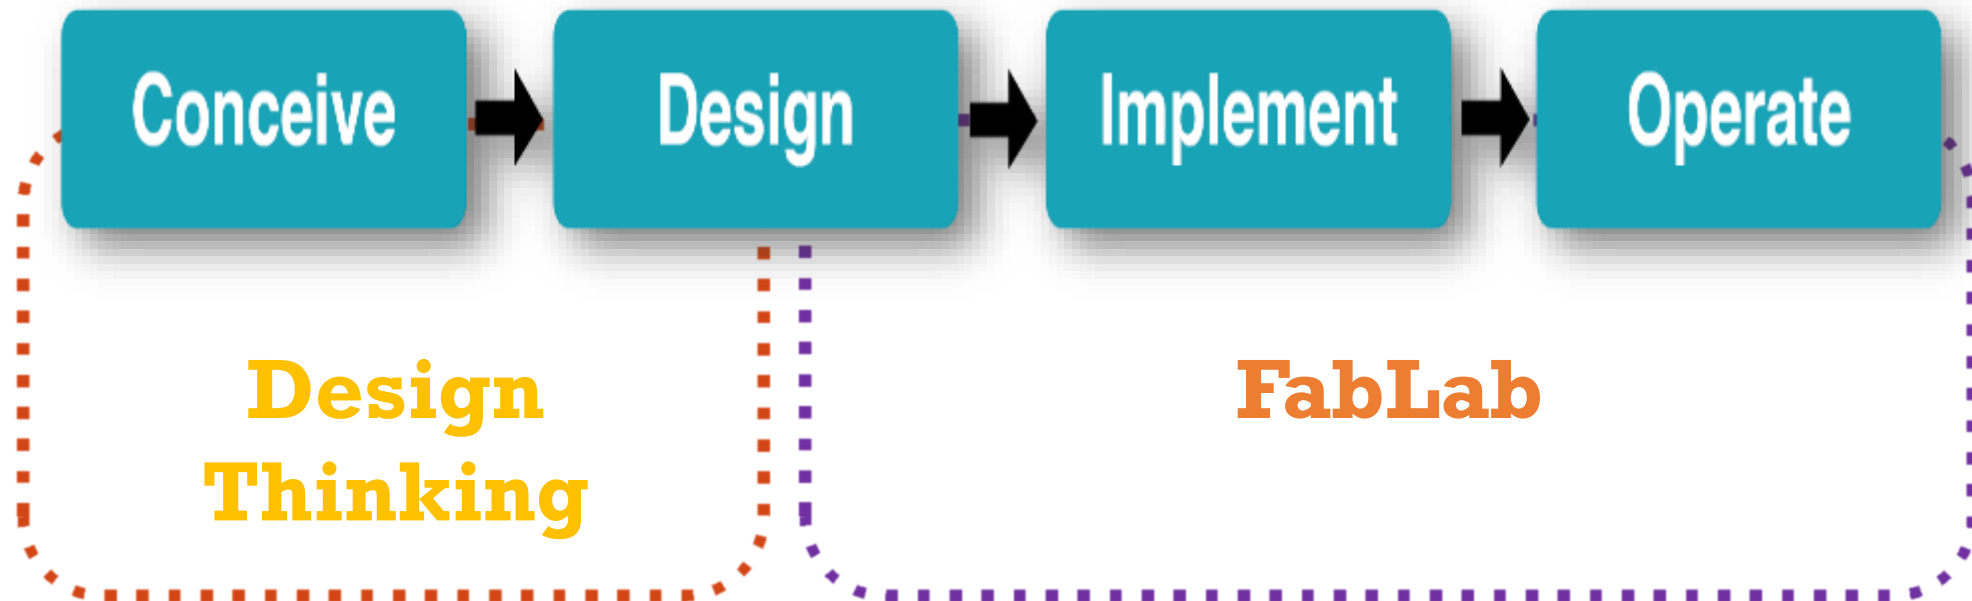 Conceive
Design
Implement
Operate
Design
Thinking
FabLab